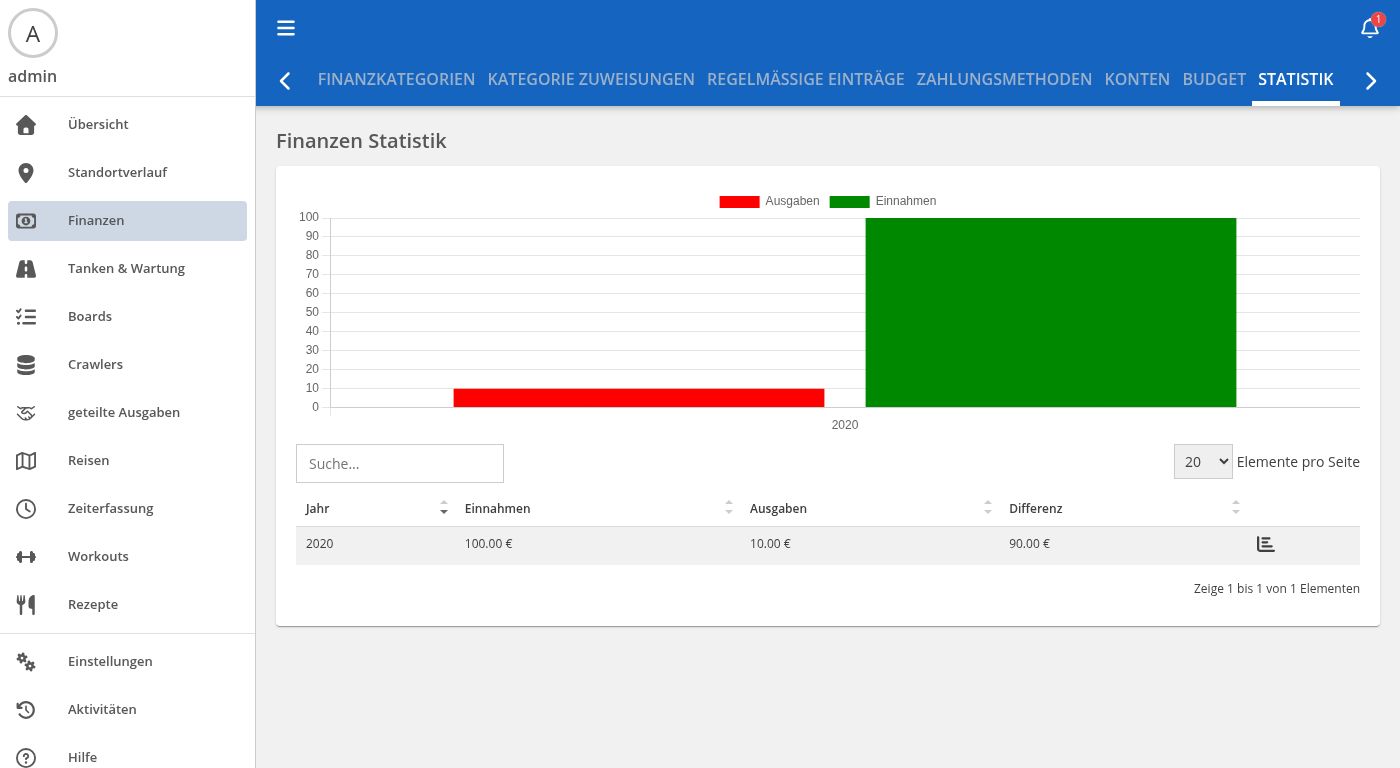 A
admin
Übersicht
Standortverlauf
Finanzen
Tanken & Wartung
Boards
Crawlers
geteilte Ausgaben
Reisen
Zeiterfassung
Workouts
Rezepte
Einstellungen
Aktivitäten
Hilfe
1
FINANZKATEGORIEN KATEGORIE ZUWEISUNGEN REGELMÄSSIGE EINTRÄGE ZAHLUNGSMETHODEN KONTEN BUDGET STATISTIK
Finanzen Statistik
Ausgaben Einnahmen
100
90
80
70
60
50
40
30
20
10
0
2020
Suche... 20 Elemente pro Seite
Jahr Einnahmen Ausgaben Differenz
2020 100.00 € 10.00 € 90.00 €
Zeige 1 bis 1 von 1 Elementen